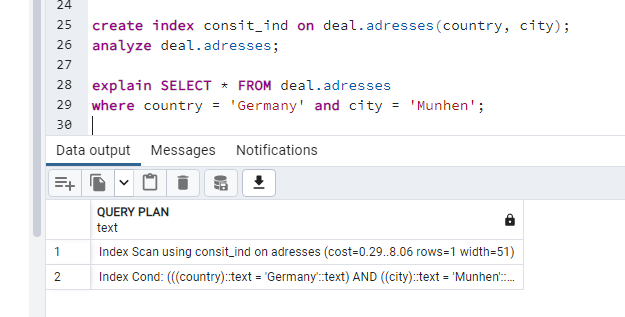 24
25 create index consit_ind on deal.adresses(country, city);
26 analyze deal.adresses;
27
28 explain SELECT * FROM deal.adresses
29 where country = 'Germany' and city = 'Munhen';
30
Data output Messages Notifications
QUERY PLAN
text
1 Index Scan using consit_ind on adresses (cost=0.29..8.06 rows=1 width=51)
2 Index Cond: (((country)::text = 'Germany'::text) AND ((city)::text = 'Munhen'::...